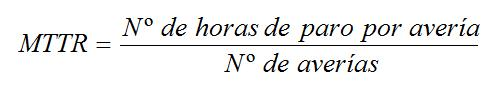 MTTR = Nº de horas de paro por avería
Nº de averías